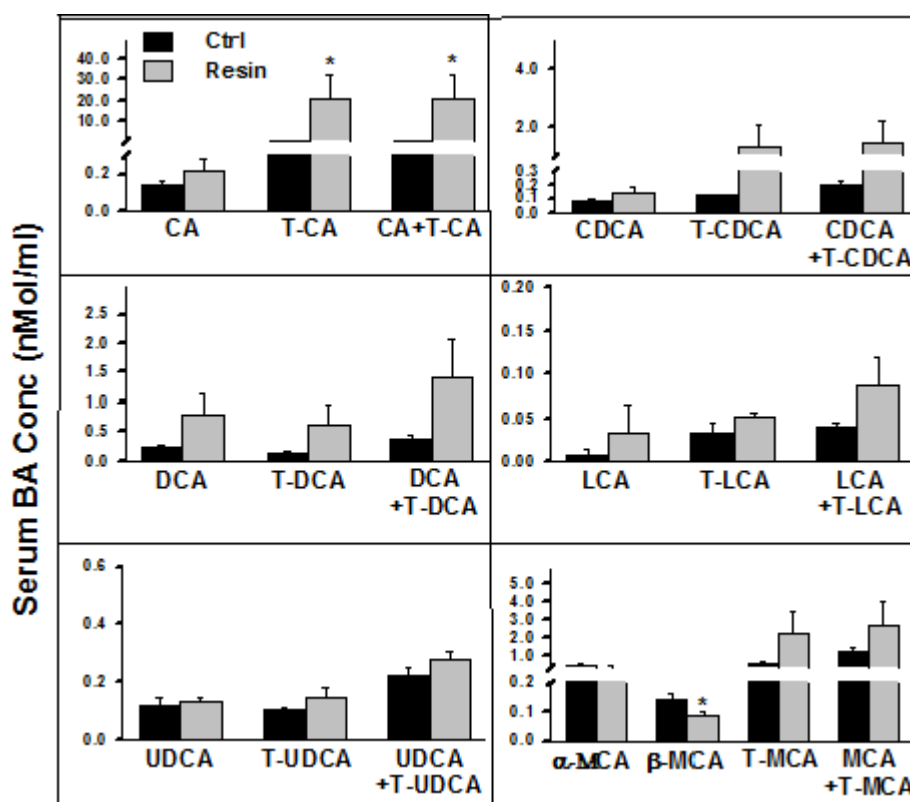 Serum BA Conc (nMol/ml)
Ctrl
Resin
40.0
30.0
20.0
10.0
0.2
0.0
*
*
CA
T-CA
CA+T-CA
4.0
2.0
0.3
0.2
0.1
0.0
CDCA
T-CDCA
CDCA
+T-CDCA
2.5
2.0
1.5
1.0
0.5
0.0
DCA
T-DCA
DCA
+T-DCA
0.20
0.15
0.10
0.05
0.00
LCA
T-LCA
LCA
+T-LCA
0.6
0.4
0.2
0.0
UDCA
T-UDCA
UDCA
+T-UDCA
5.0
4.0
3.0
2.0
1.0
0.2
0.1
0.0
*
α-MCA
β-MCA
T-MCA
MCA
+T-MCA